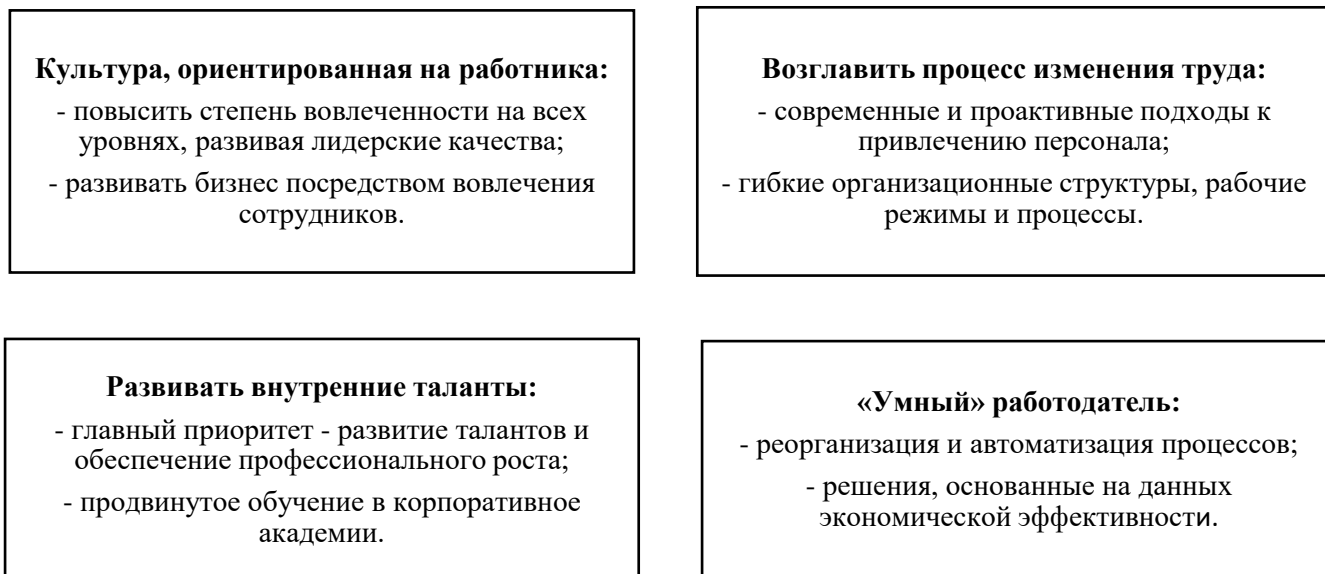 Культура, ориентированная на работника:
- повысить степень вовлеченности на всех
уровнях, развивая лидерские качества;
- развивать бизнес посредством вовлечения
сотрудников.
Возглавить процесс изменения труда:
- современные и проактивные подходы к
привлечению персонала;
- гибкие организационные структуры, рабочие
режимы и процессы.
Развивать внутренние таланты:
- главный приоритет - развитие талантов и
обеспечение профессионального роста;
- продвинутое обучение в корпоративное
академии.
«Умный» работодатель:
- реорганизация и автоматизация процессов;
- решения, основанные на данных
экономической эффективности.